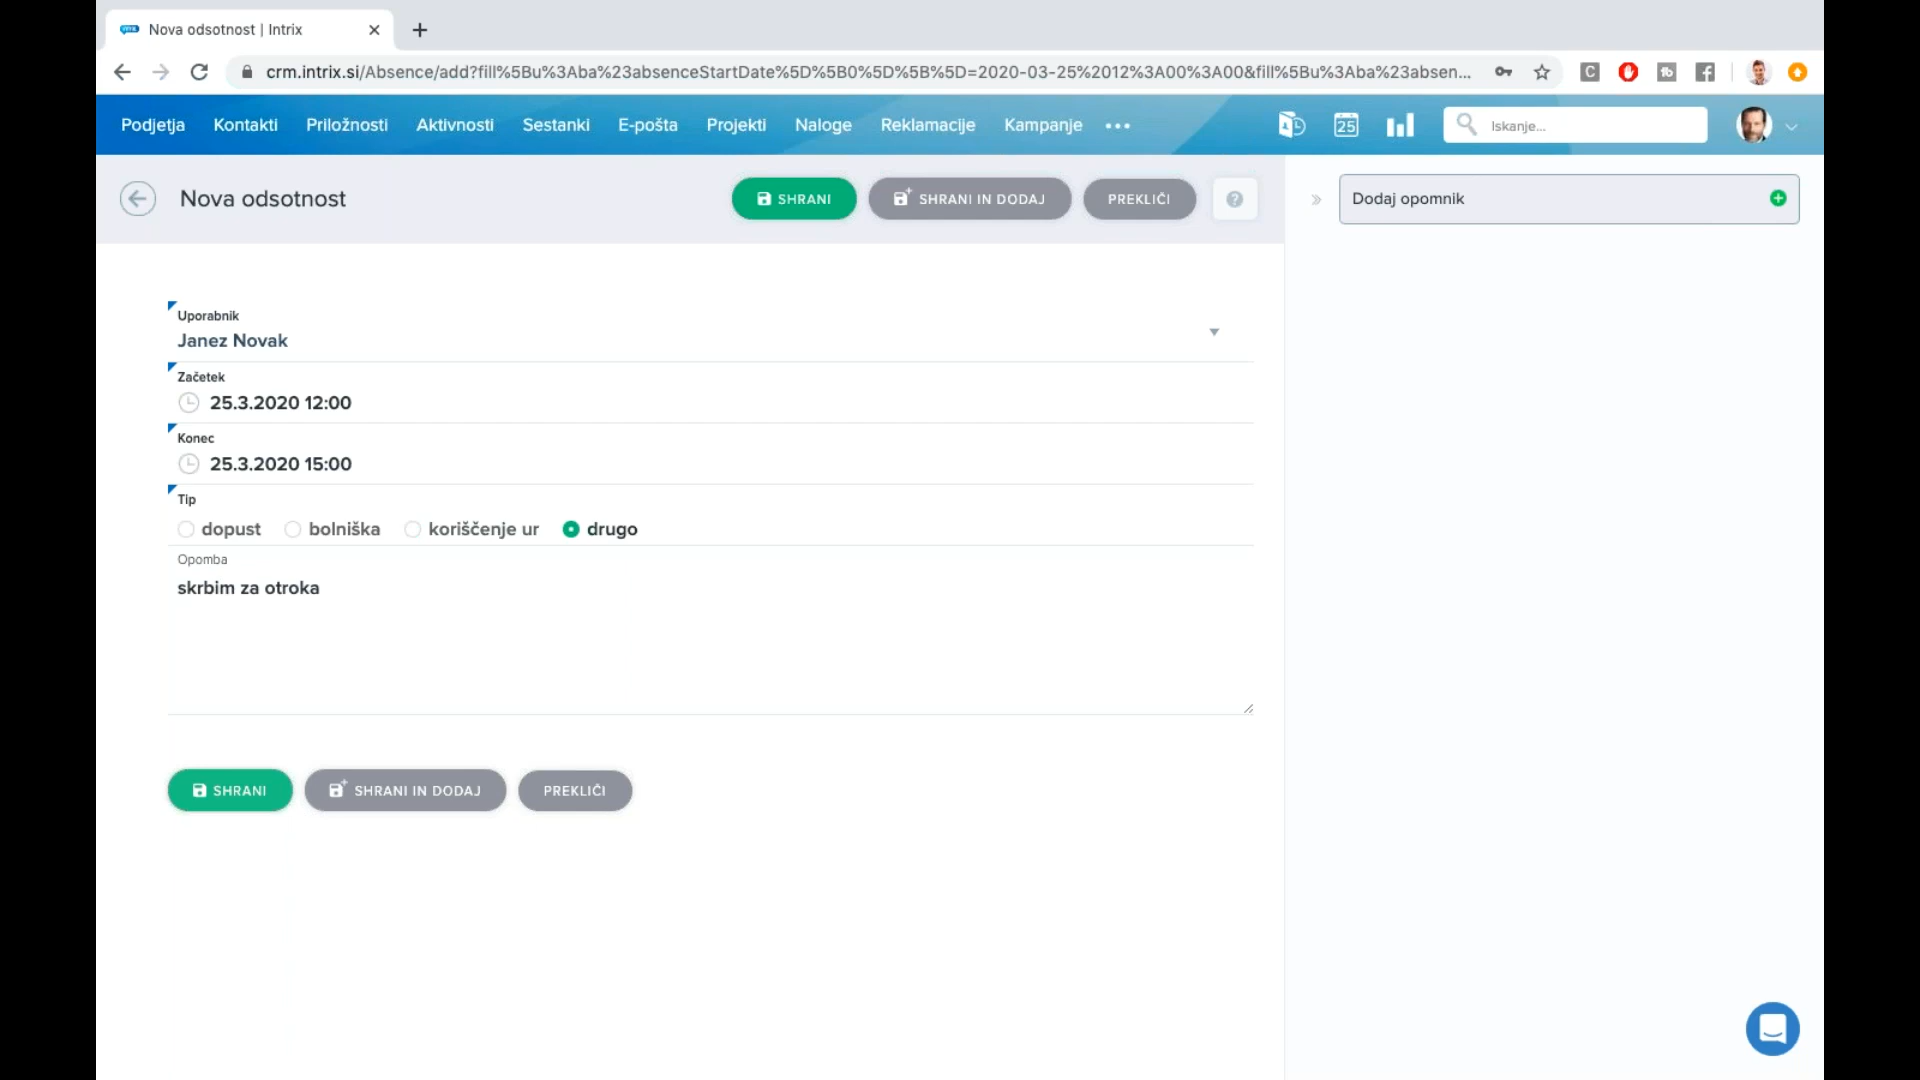 Nova odsotnost | Intrix
crm.intrix.si/Absence/add?fill%5Bu%3Aba%23absenceStartDate%5D%5B0%5D%5B%5D=2020-03-25%2012%3A00%3A00&fill%5Bu%3Aba%23absen...
Podjetja Kontakti Priložnosti Aktivnosti Sestanki E-pošta Projekti Naloge Reklamacije Kampanje
25
Iskanje...
Nova odsotnost
SHRANI
SHRANI IN DODAJ
PREKLIČI
?
Dodaj opomnik
Uporabnik
Janez Novak
Začetek
25.3.2020 12:00
Konec
25.3.2020 15:00
Tip
dopust bolniška koriščenje ur drugo
Opomba
skrbim za otroka
SHRANI
SHRANI IN DODAJ
PREKLIČI